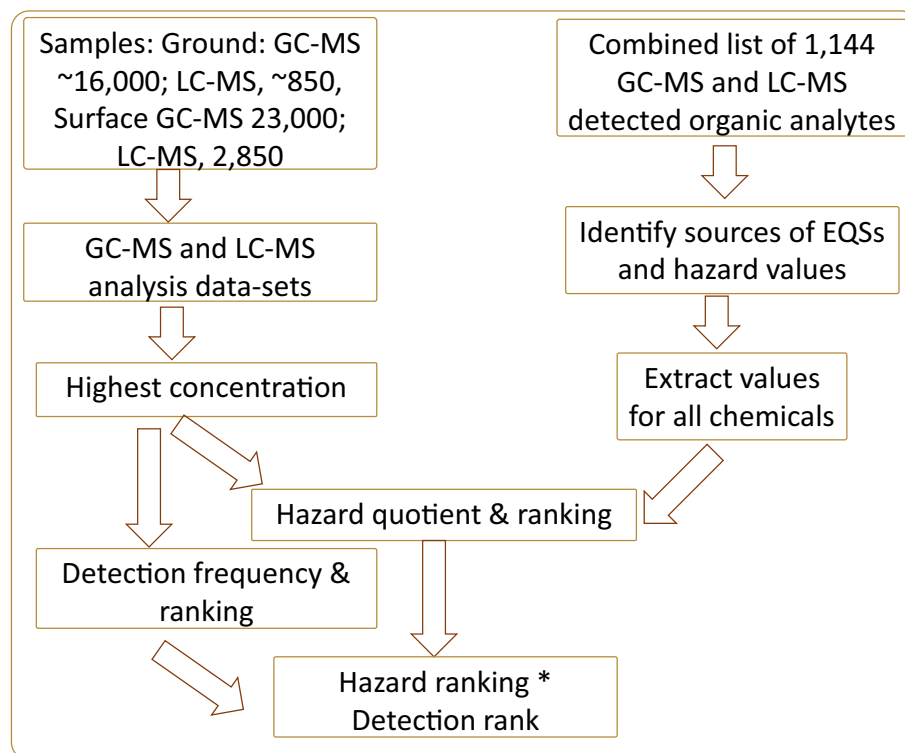 Samples: Ground: GC-MS
~16,000; LC-MS, ~850,
Surface GC-MS 23,000;
LC-MS, 2,850
Combined list of 1,144
GC-MS and LC-MS
detected organic analytes
GC-MS and LC-MS
analysis data-sets
Identify sources of EQSs
and hazard values
Highest concentration
Extract values
for all chemicals
Hazard quotient & ranking
Detection frequency &
ranking
Hazard ranking *
Detection rank